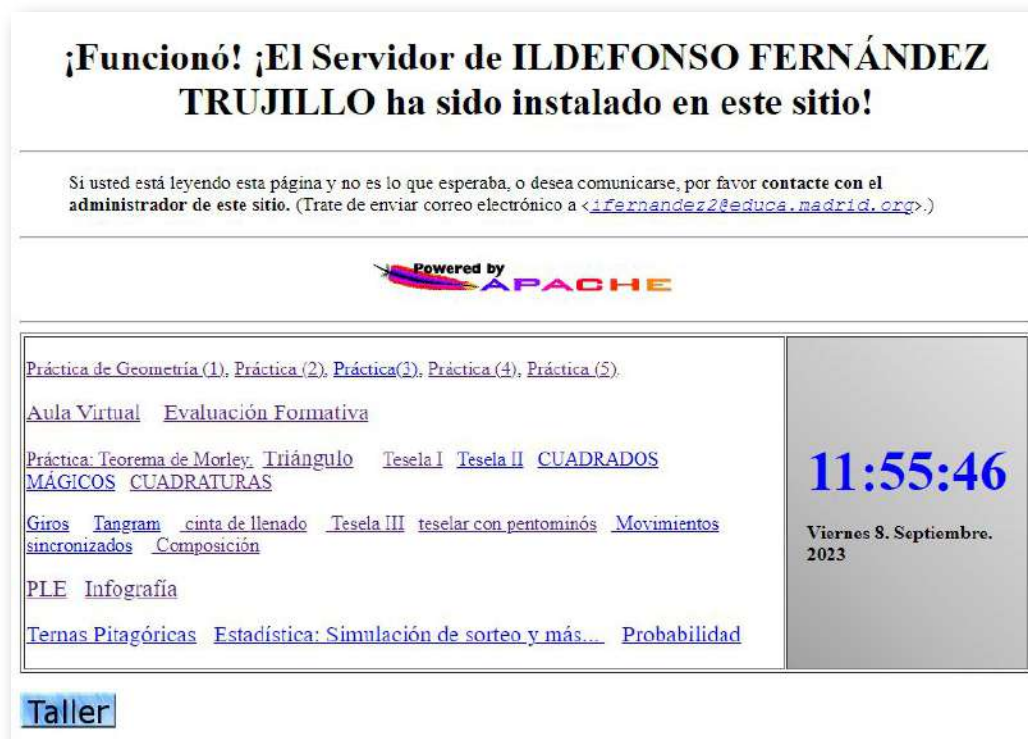 ¡Funcionó! ¡El Servidor de ILDEFONSO FERNÁNDEZ
TRUJILLO ha sido instalado en este sitio!
Si usted está leyendo esta página y no es lo que esperaba, o desea comunicarse, por favor contacte con el
administrador de este sitio. (Trate de enviar correo electrónico a <ifernandez2@educa.madrid.org>.)
Powered by
APACHE
Práctica de Geometría (1), Práctica (2), Práctica(3), Práctica (4), Práctica (5).
Aula Virtual Evaluación Formativa
Práctica: Teorema de Morley. Triángulo Tesela I Tesela II CUADRADOS
MÁGICOS CUADRATURAS
Giros Tangram cinta de llenado Tesela III teselar con pentominós Movimientos
sincronizados Composición
PLE Infografía
Ternas Pitagóricas Estadística: Simulación de sorteo y más... Probabilidad
11:55:46
Viernes 8. Septiembre.
2023
Taller